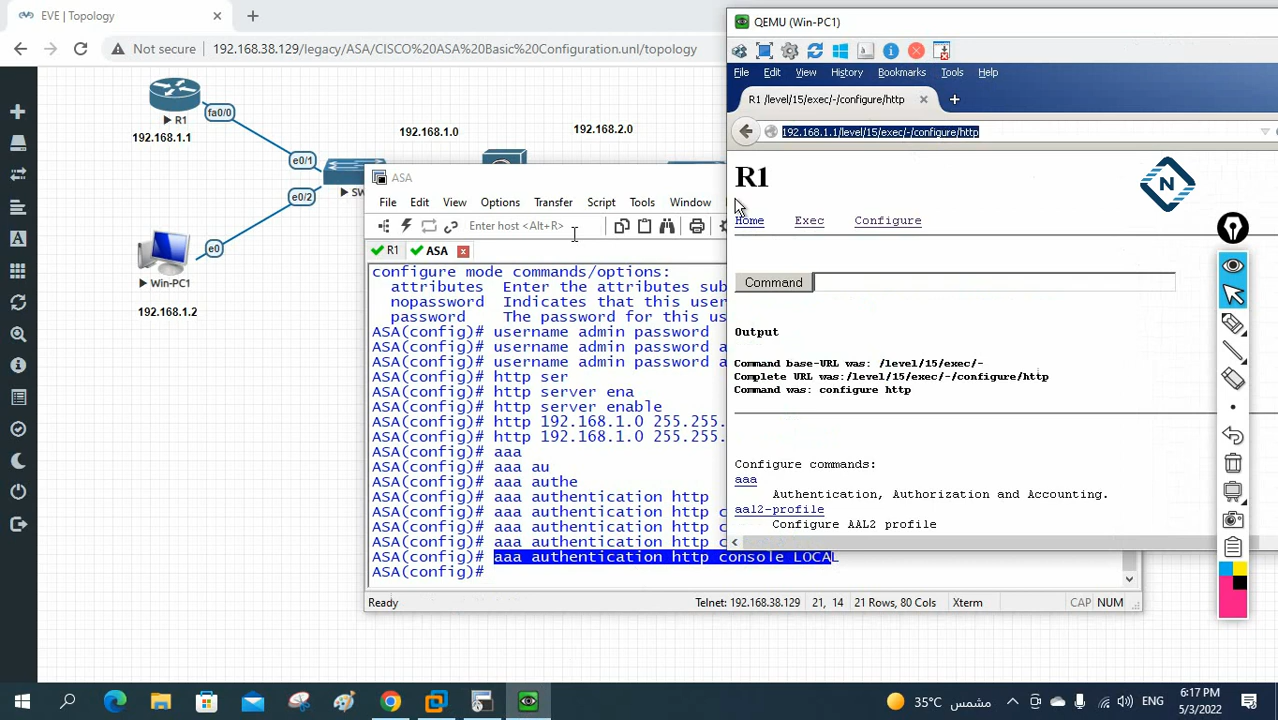 EVE | Topology
Not secure
192.168.38.129/legacy/ASA/CISCO%20ASA%20Basic%20Configuration.unl/topology
R1
fa0/0
192.168.1.1
192.168.1.0
192.168.2.0
e0/1
SW
e0/2
e0
Win-PC1
192.168.1.2
ASA
File Edit View Options Transfer Script Tools Window
Enter host <Alt+R>
R1
ASA
configure mode commands/options:
attributes Enter the attributes sub
nopassword Indicates that this user
password The password for this us
ASA(config)# username admin password
ASA(config)# username admin password a
ASA(config)# username admin password a
ASA(config)# http ser
ASA(config)# http server ena
ASA(config)# http server enable
ASA(config)# http 192.168.1.0 255.255.
ASA(config)# http 192.168.1.0 255.255.
ASA(config)# aaa
ASA(config)# aaa au
ASA(config)# aaa authe
ASA(config)# aaa authentication http
ASA(config)# aaa authentication http c
ASA(config)# aaa authentication http c
ASA(config)# aaa authentication http c
ASA(config)# aaa authentication http console LOCAL
ASA(config)#
Ready
Telnet: 192.168.38.129
21, 14
21 Rows, 80 Cols
Xterm
CAP NUM
QEMU (Win-PC1)
File Edit View History Bookmarks Tools Help
R1 /level/15/exec/-/configure/http
192.168.1.1/level/15/exec/-/configure/http
R1
N
Home Exec Configure
Command
Output
Command base-URL was: /level/15/exec/-
Complete URL was:/level/15/exec/-/configure/http
Command was: configure http
Configure commands:
aaa
Authentication, Authorization and Accounting.
aal2-profile
Configure AAL2 profile
35° مشمس
ENG
6:17 PM
5/3/2022